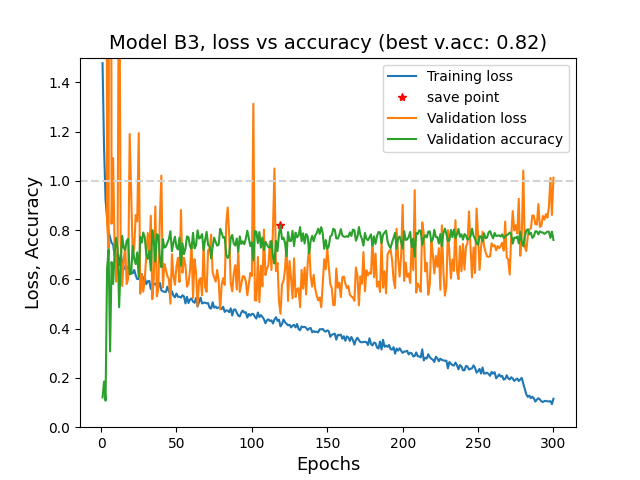 Model B3, loss vs accuracy (best v.acc: 0.82)
Training loss
save point
Validation loss
Validation accuracy
Loss, Accuracy
1.4
1.2
1.0
0.8
0.6
0.4
0.2
0.0
0 50 100 150 200 250 300
Epochs